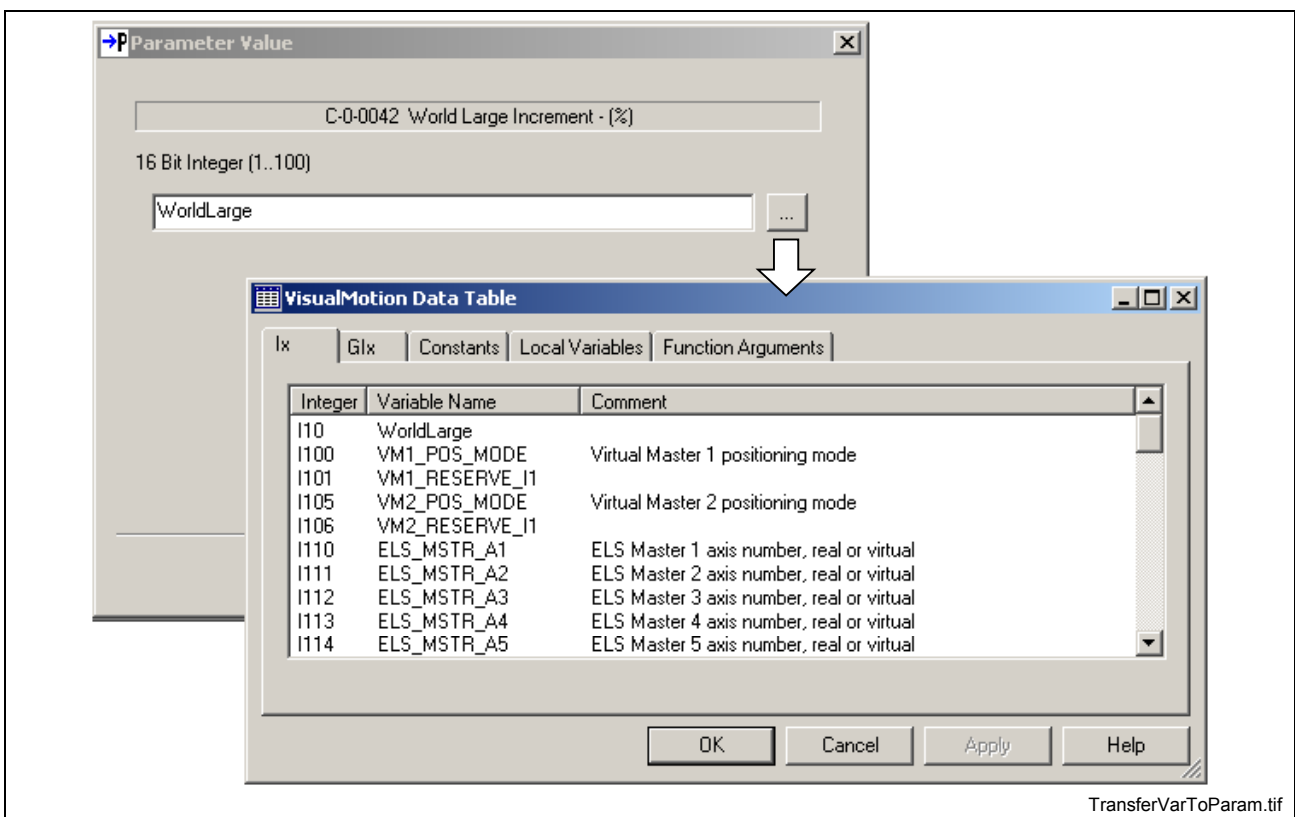 P Parameter Value
C-0-0042 World Large Increment - (%)
16 Bit Integer (1..100)
WorldLarge
...
VisualMotion Data Table
Ix GIx Constants Local Variables Function Arguments
Integer Variable Name Comment
I10 WorldLarge
I100 VM1_POS_MODE Virtual Master 1 positioning mode
I101 VM1_RESERVE_I1
I105 VM2_POS_MODE Virtual Master 2 positioning mode
I106 VM2_RESERVE_I1
I110 ELS_MSTR_A1 ELS Master 1 axis number, real or virtual
I111 ELS_MSTR_A2 ELS Master 2 axis number, real or virtual
I112 ELS_MSTR_A3 ELS Master 3 axis number, real or virtual
I113 ELS_MSTR_A4 ELS Master 4 axis number, real or virtual
I114 ELS_MSTR_A5 ELS Master 5 axis number, real or virtual
OK Cancel Apply Help
TransferVarToParam.tif